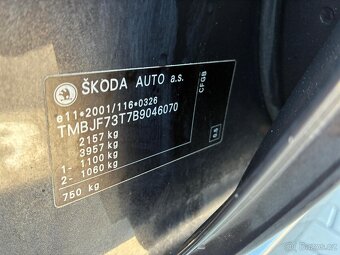 ŠKODA AUTO a.s.
e11*2001/116*0326
TMBJF73T7B9046070
2157 kg
3957 kg
1- 1100 kg
2- 1060 kg
750 kg
CFGB